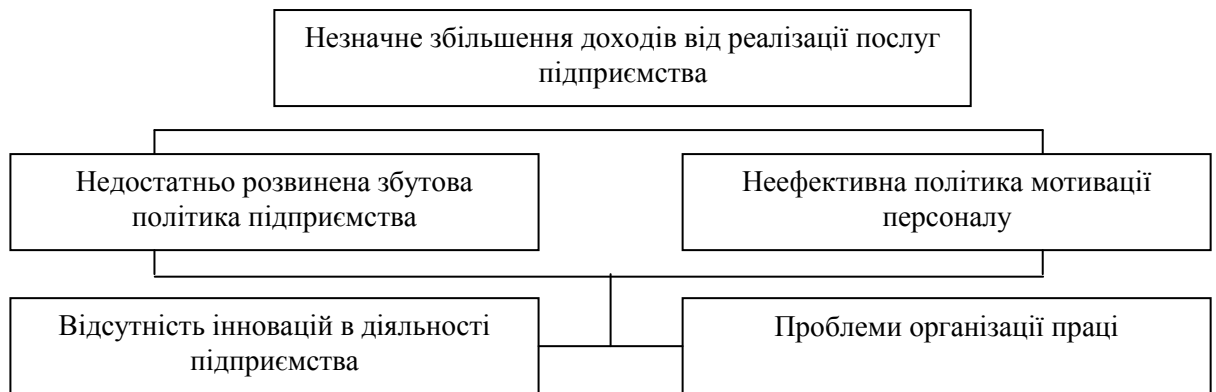 Незначне збільшення доходів від реалізації послуг
підприємства
Недостатньо розвинена збутова
політика підприємства
Неефективна політика мотивації
персоналу
Відсутність інновацій в діяльності
підприємства
Проблеми організації праці